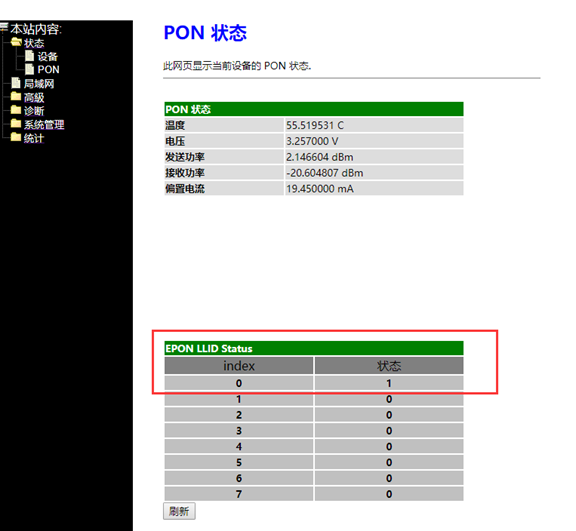 本站内容:
状态
设备
PON
局域网
高级
诊断
系统管理
统计
PON 状态
此网页显示当前设备的 PON 状态.
PON 状态
温度 55.519531 C
电压 3.257000 V
发送功率 2.146604 dBm
接收功率 -20.604807 dBm
偏置电流 19.450000 mA
EPON LLID Status
index 状态
0 1
1 0
2 0
3 0
4 0
5 0
6 0
7 0
刷新